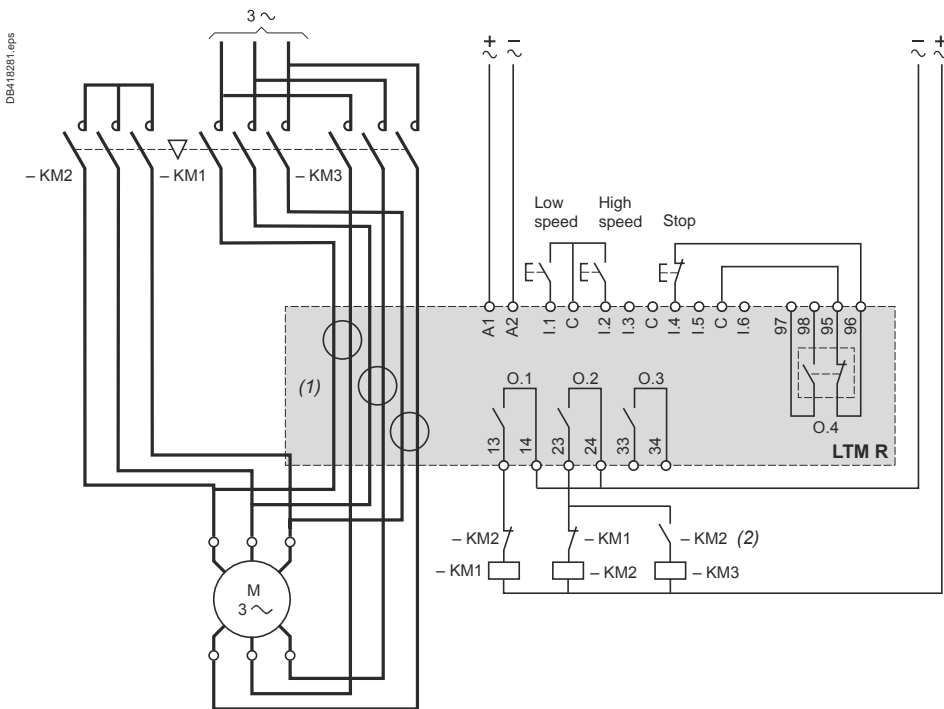 DB418281.eps
3 ~
+ − − +
~ ~ ~ ~
– KM2
– KM1
– KM3
Low speed
High speed
Stop
A1
A2
I.1
C
I.2
I.3
C
I.4
I.5
C
I.6
97
98
95
96
(1)
O.1
O.2
O.3
O.4
13
14
23
24
33
34
LTM R
– KM2
– KM1
– KM2 (2)
– KM1
– KM2
– KM3
M
3 ~